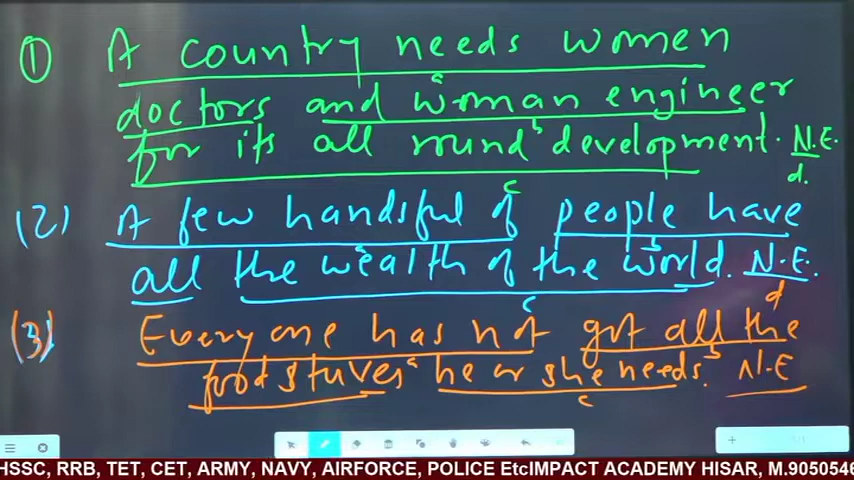 ① A country needs women
a
doctors and woman engineer
b
for its all round development. N.E.
c d.
(2) A few handsful of people have
a b
all the wealth of the world. N.E.
c d
(3) Everyone has not got all the
a b
foodstuves he or she needs. N.E
c
HSSC, RRB, TET, CET, ARMY, NAVY, AIRFORCE, POLICE EtcIMPACT ACADEMY HISAR, M.9050546